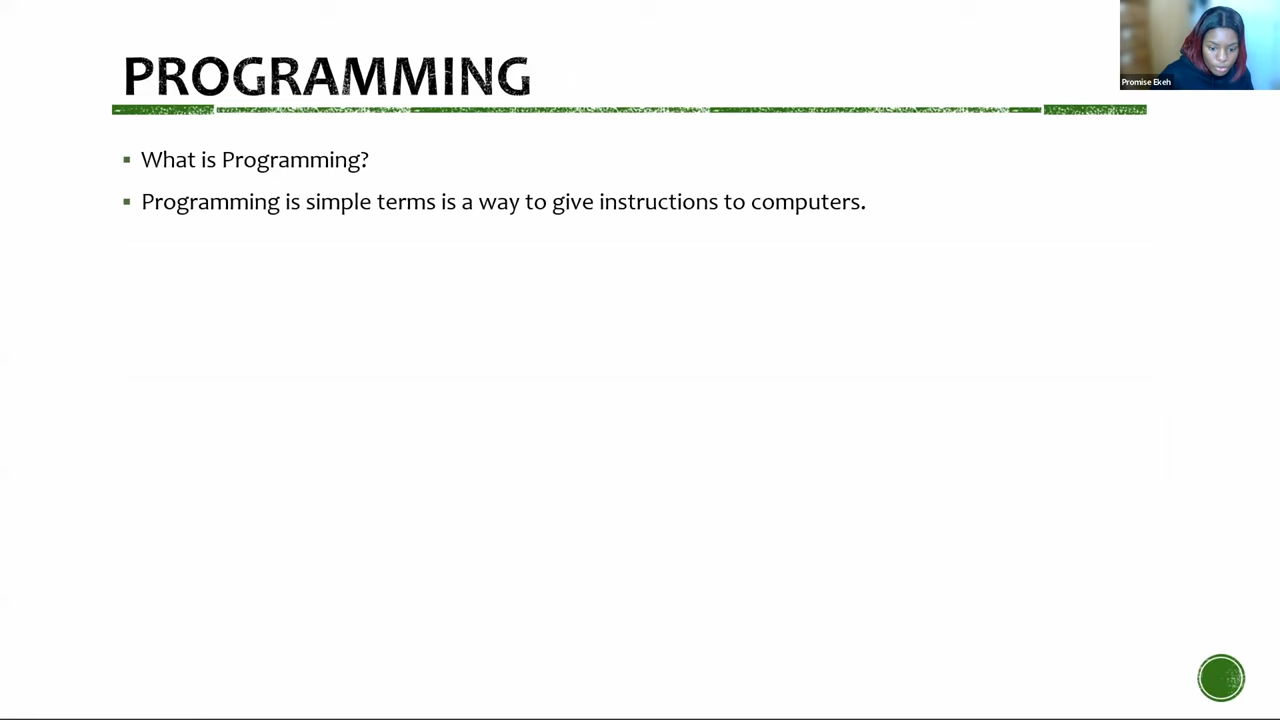 PROGRAMMING
Promise Ekeh
What is Programming?
Programming is simple terms is a way to give instructions to computers.